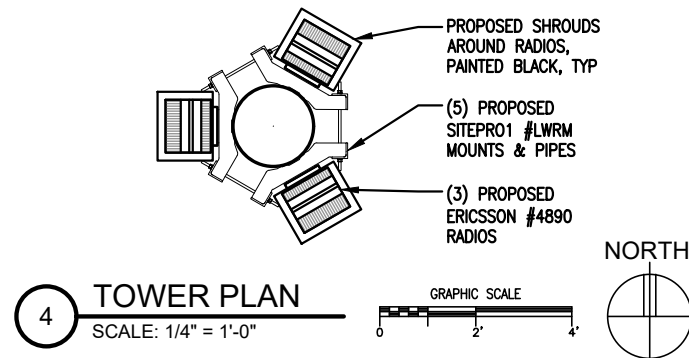 PROPOSED SHROUDS
AROUND RADIOS,
PAINTED BLACK, TYP
(5) PROPOSED
SITEPRO1 #LWRM
MOUNTS & PIPES
(3) PROPOSED
ERICSSON #4890
RADIOS
NORTH
4
TOWER PLAN
SCALE: 1/4" = 1'-0"
GRAPHIC SCALE
0 2' 4'